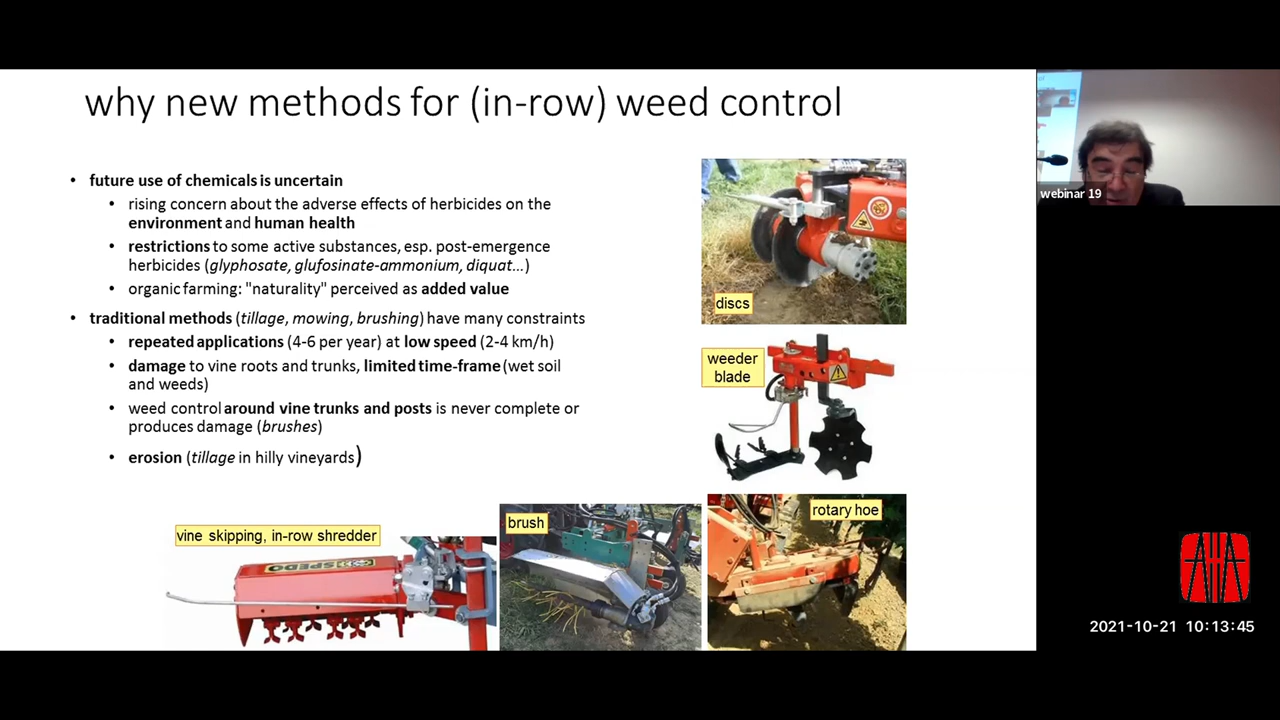 why new methods for (in-row) weed control
• future use of chemicals is uncertain
• rising concern about the adverse effects of herbicides on the
environment and human health
• restrictions to some active substances, esp. post-emergence
herbicides (glyphosate, glufosinate-ammonium, diquat...)
• organic farming: "naturality" perceived as added value
• traditional methods (tillage, mowing, brushing) have many constraints
• repeated applications (4-6 per year) at low speed (2-4 km/h)
• damage to vine roots and trunks, limited time-frame (wet soil
and weeds)
• weed control around vine trunks and posts is never complete or
produces damage (brushes)
• erosion (tillage in hilly vineyards)
discs
weeder
blade
vine skipping, in-row shredder
SPEDO
brush
rotary hoe
webinar 19
2021-10-21 10:13:45